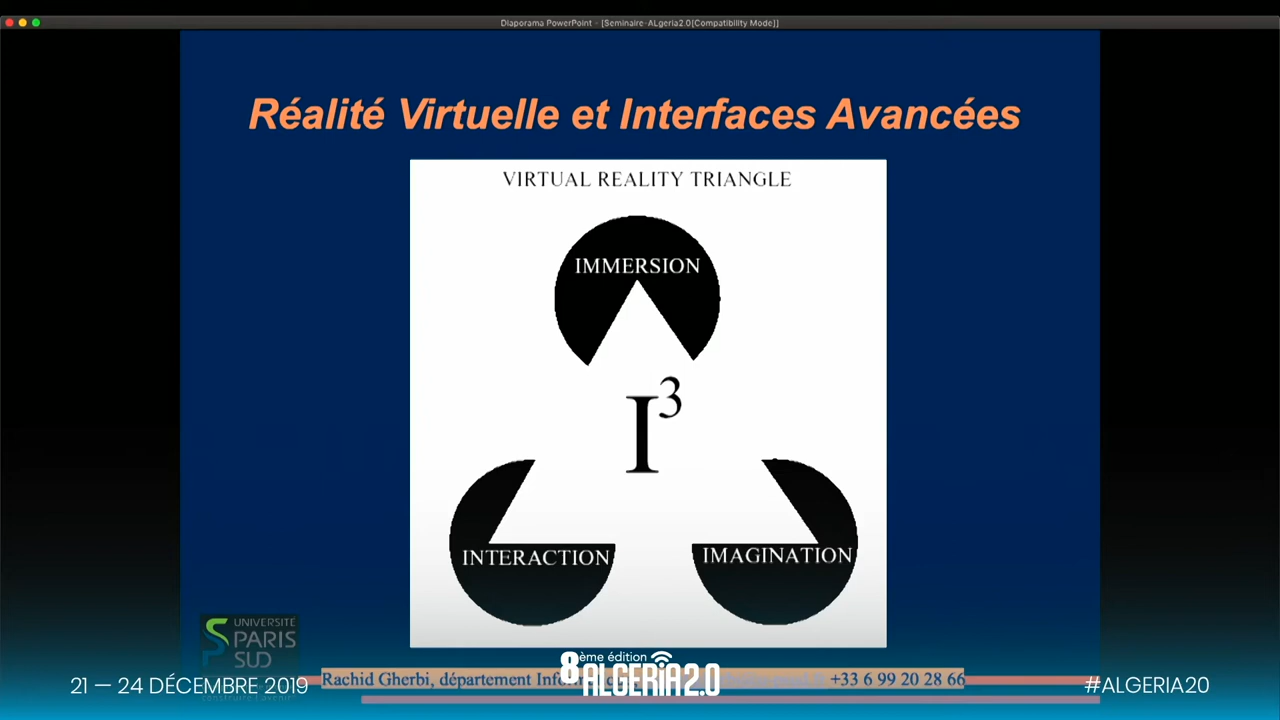 Diaporama PowerPoint - [Seminaire-ALgeria2.0[Compatibility Mode]]
Réalité Virtuelle et Interfaces Avancées
VIRTUAL REALITY TRIANGLE
IMMERSION
I³
INTERACTION
IMAGINATION
UNIVERSITÉ
PARIS
SUD
8ème édition
ALGERIA2.0
21 — 24 DÉCEMBRE 2019
Rachid Gherbi, département
+33 6 99 20 28 66
#ALGERIA20